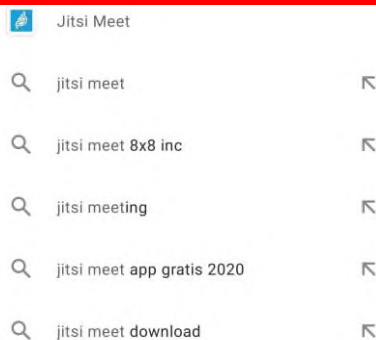 Jitsi Meet
jitsi meet
jitsi meet 8x8 inc
jitsi meeting
jitsi meet app gratis 2020
jitsi meet download